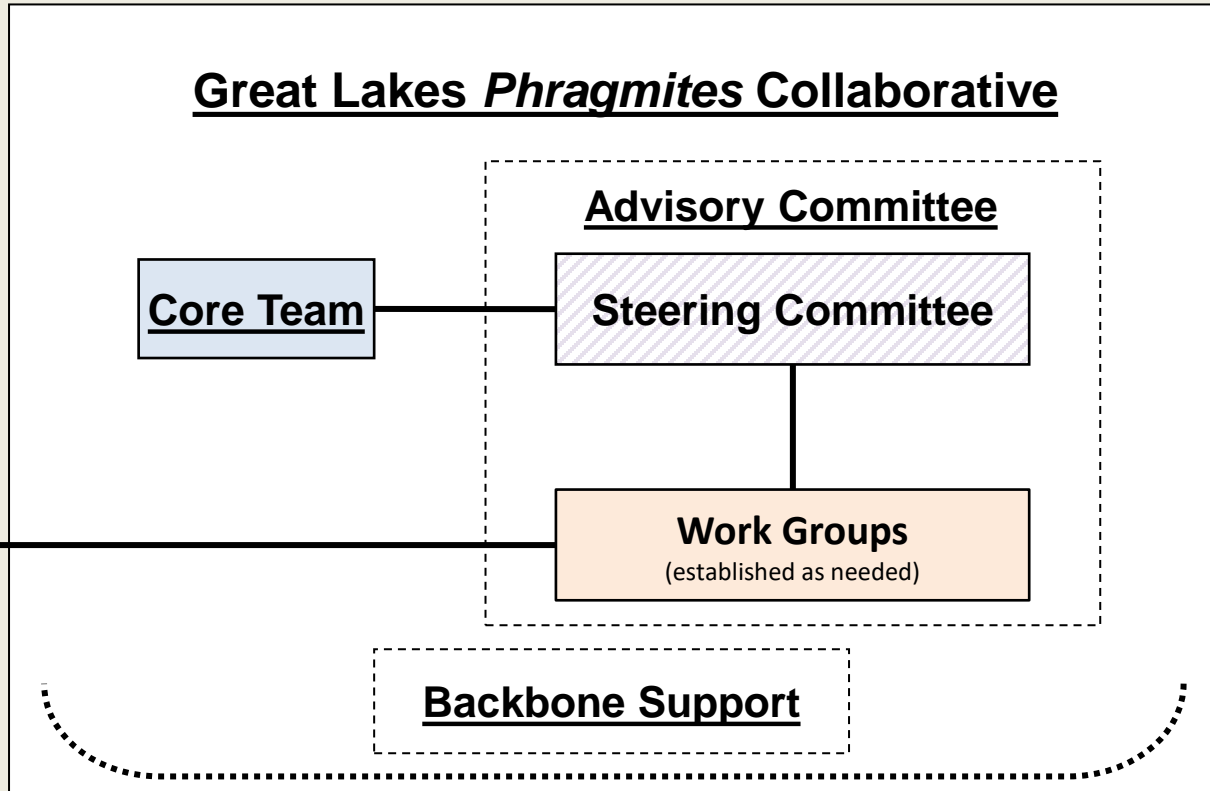 Great Lakes Phragmites Collaborative
Advisory Committee
Core Team
Steering Committee
Work Groups
(established as needed)
Backbone Support